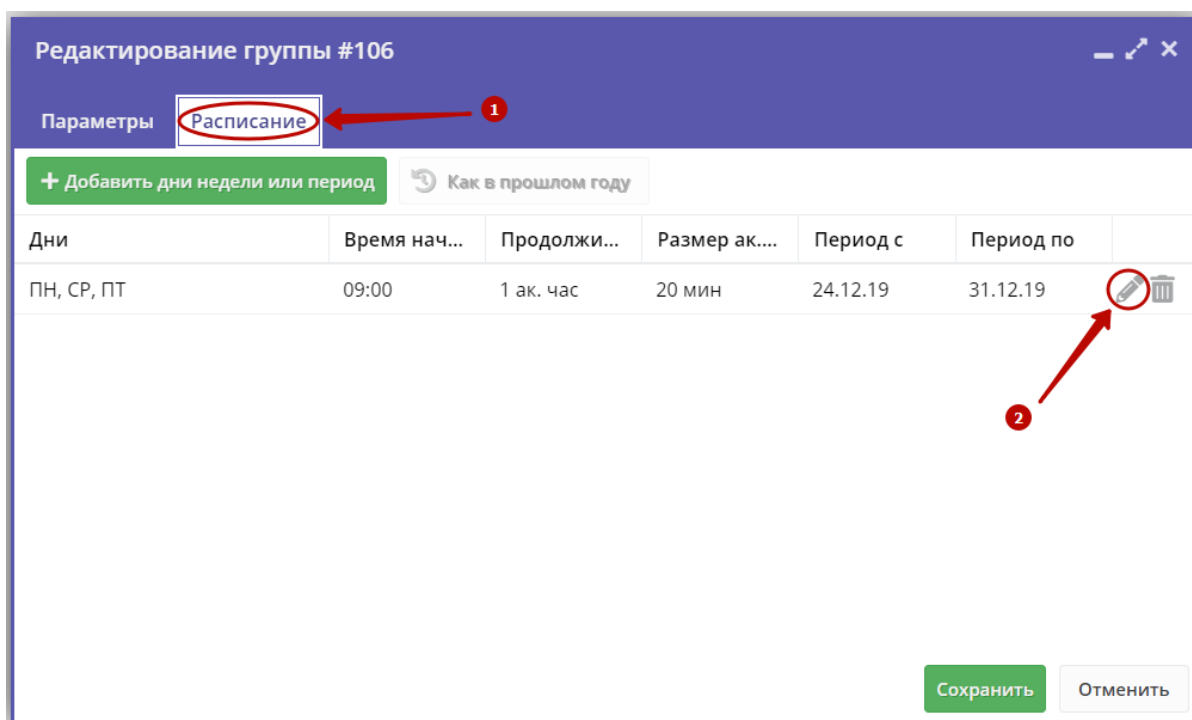 Редактирование группы #106
Параметры Расписание 1
+ Добавить дни недели или период Как в прошлом году
Дни Время нач... Продолжи... Размер ак.... Период с Период по
ПН, СР, ПТ 09:00 1 ак. час 20 мин 24.12.19 31.12.19
2
Сохранить Отменить